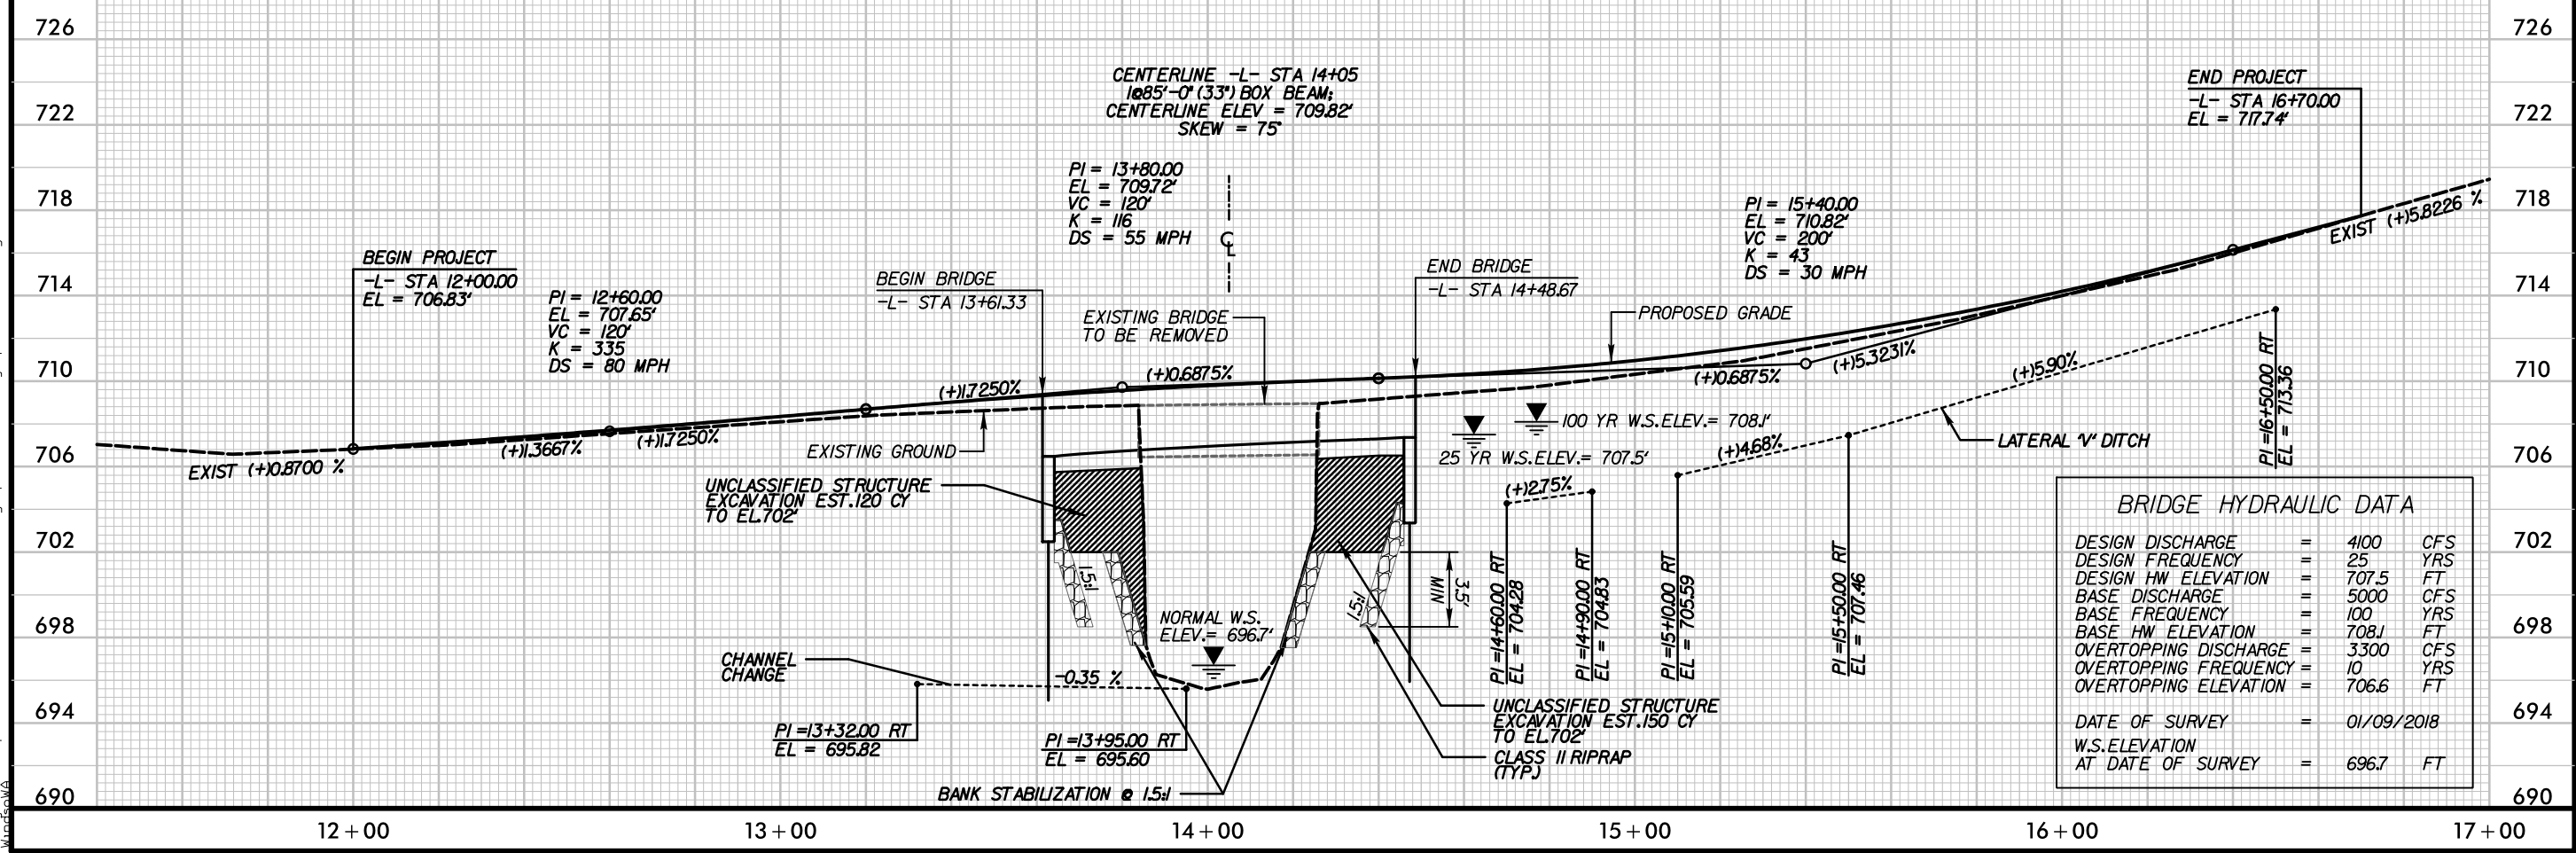 726
726
CENTERLINE -L- STA 14+05
1@85'-0" (33") BOX BEAM;
CENTERLINE ELEV = 709.82'
SKEW = 75°
END PROJECT
-L- STA 16+70.00
EL = 717.74'
722
722
PI = 13+80.00
EL = 709.72'
VC = 120'
K = 116
DS = 55 MPH
CL
PI = 15+40.00
EL = 710.82'
VC = 200'
K = 43
DS = 30 MPH
718
718
EXIST (+)5.8226 %
BEGIN PROJECT
-L- STA 12+00.00
EL = 706.83'
BEGIN BRIDGE
-L- STA 13+61.33
END BRIDGE
-L- STA 14+48.67
714
714
PI = 12+60.00
EL = 707.65'
VC = 120'
K = 335
DS = 80 MPH
EXISTING BRIDGE
TO BE REMOVED
PROPOSED GRADE
710
710
(+)1.7250%
(+)0.6875%
(+)0.6875%
(+)5.3231%
(+)5.90%
PI =16+50.00 RT
EL = 713.36
EXIST (+)0.8700 %
(+)1.3667%
(+)1.7250%
EXISTING GROUND
100 YR W.S.ELEV.= 708.1'
25 YR W.S.ELEV.= 707.5'
(+)4.68%
LATERAL 'V' DITCH
706
706
UNCLASSIFIED STRUCTURE
EXCAVATION EST.120 CY
TO EL.702'
(+)2.75%
702
702
1.5:1
1.5:1
3.5'
MIN
PI =14+60.00 RT
EL = 704.28
PI =14+90.00 RT
EL = 704.83
PI =15+10.00 RT
EL = 705.59
PI =15+50.00 RT
EL = 707.46
698
698
NORMAL W.S.
ELEV.= 696.7'
CHANNEL
CHANGE
-0.35 %
UNCLASSIFIED STRUCTURE
EXCAVATION EST.150 CY
TO EL.702'
CLASS II RIPRAP
(TYP.)
694
694
PI =13+32.00 RT
EL = 695.82
PI =13+95.00 RT
EL = 695.60
BANK STABILIZATION @ 1.5:1
690
690
BRIDGE HYDRAULIC DATA
DESIGN DISCHARGE = 4100 CFS
DESIGN FREQUENCY = 25 YRS
DESIGN HW ELEVATION = 707.5 FT
BASE DISCHARGE = 5000 CFS
BASE FREQUENCY = 100 YRS
BASE HW ELEVATION = 708.1 FT
OVERTOPPING DISCHARGE = 3300 CFS
OVERTOPPING FREQUENCY = 10 YRS
OVERTOPPING ELEVATION = 706.6 FT
DATE OF SURVEY = 01/09/2018
W.S.ELEVATION
AT DATE OF SURVEY = 696.7 FT
12+00
13+00
14+00
15+00
16+00
17+00